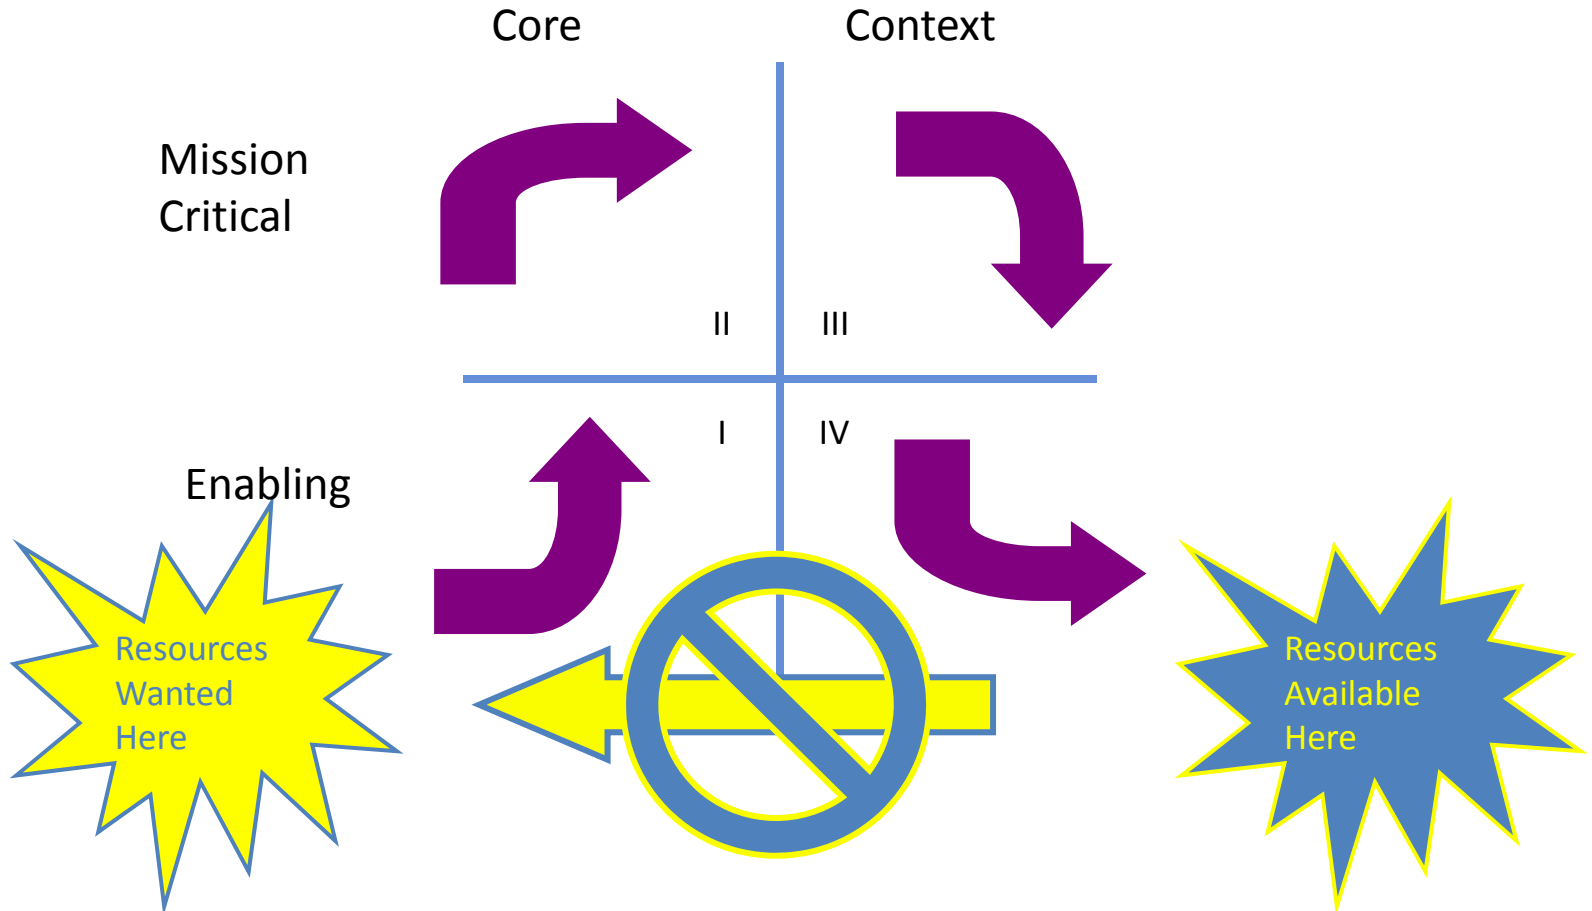 Core
Context
Mission
Critical
II
III
I
IV
Enabling
Resources
Wanted
Here
Resources
Available
Here